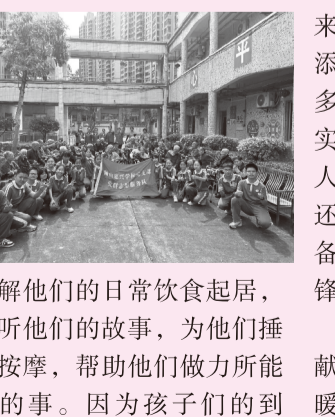 平
解他们的日常饮食起居，
听他们的故事，为他们捶
按摩，帮助他们做力所能
的事。因为孩子们的到
来
添
多
实
人
还
备
锋
献
暖